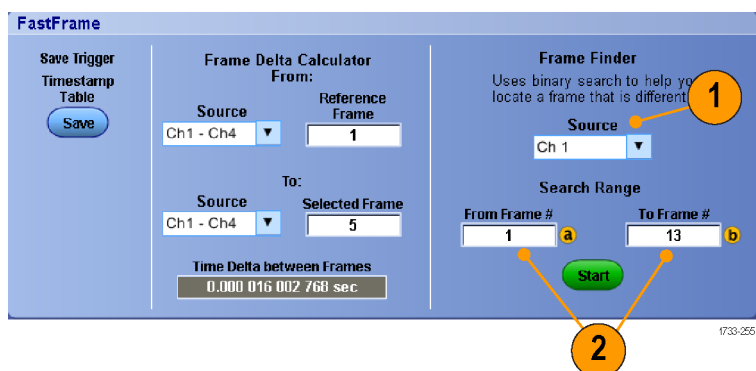 FastFrame
Save Trigger
Timestamp
Table
Save
Frame Delta Calculator
From:
Source
Ch1 - Ch4
Reference
Frame
1
To:
Source
Ch1 - Ch4
Selected Frame
5
Time Delta between Frames
0.000 016 002 768 sec
Frame Finder
Uses binary search to help
locate a frame that is different
1
Source
Ch 1
Search Range
From Frame #
1
a
To Frame #
13
b
Start
2
1733-255